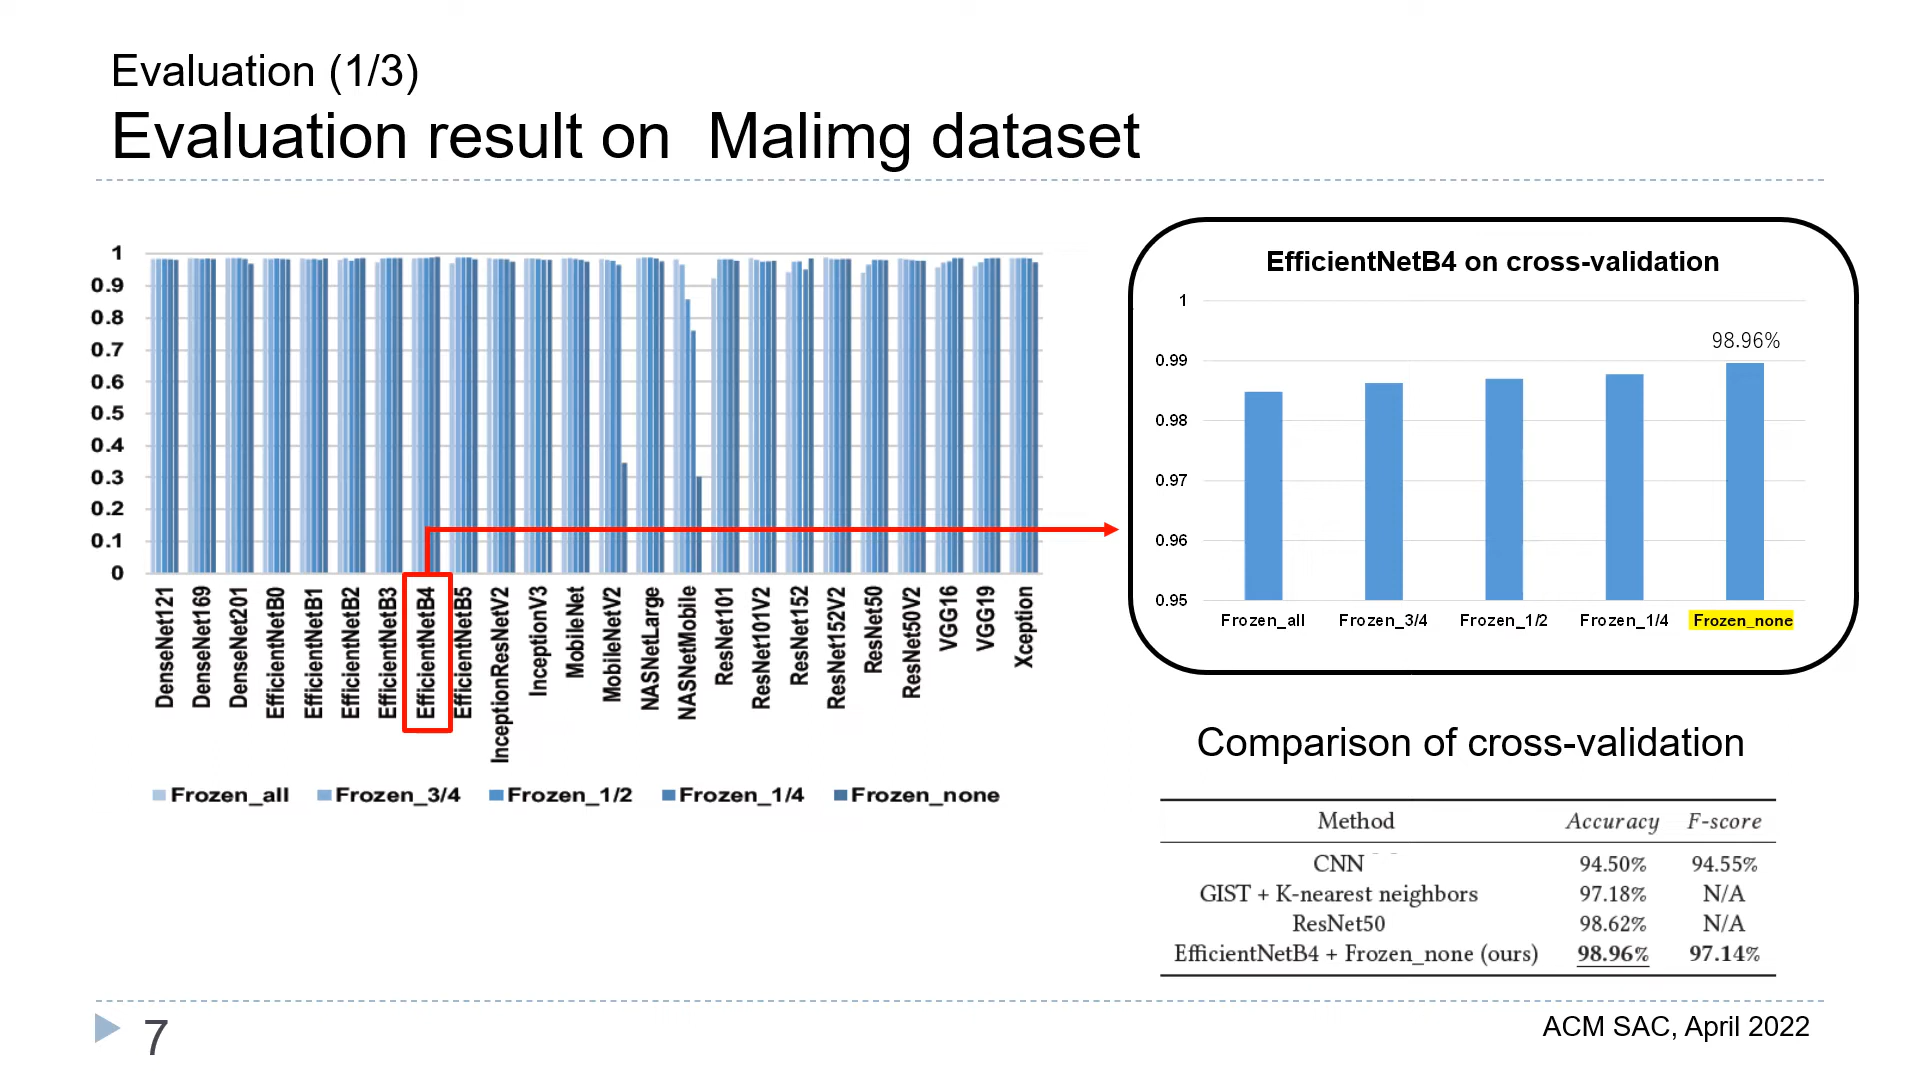 Evaluation (1/3)
Evaluation result on  Malimg dataset
1
0.9
0.8
0.7
0.6
0.5
0.4
0.3
0.2
0.1
0
DenseNet121
DenseNet169
DenseNet201
EfficientNetB0
EfficientNetB1
EfficientNetB2
EfficientNetB3
EfficientNetB4
EfficientNetB5
InceptionResNetV2
InceptionV3
MobileNet
MobileNetV2
NASNetLarge
NASNetMobile
ResNet101
ResNet101V2
ResNet152
ResNet152V2
ResNet50
ResNet50V2
VGG16
VGG19
Xception
Frozen_all Frozen_3/4 Frozen_1/2 Frozen_1/4 Frozen_none
EfficientNetB4 on cross-validation
1
0.99
0.98
0.97
0.96
0.95
98.96%
Frozen_all Frozen_3/4 Frozen_1/2 Frozen_1/4 Frozen_none
Comparison of cross-validation
Method Accuracy F-score
CNN 94.50% 94.55%
GIST + K-nearest neighbors 97.18% N/A
ResNet50 98.62% N/A
EfficientNetB4 + Frozen_none (ours) 98.96% 97.14%
7
ACM SAC, April 2022